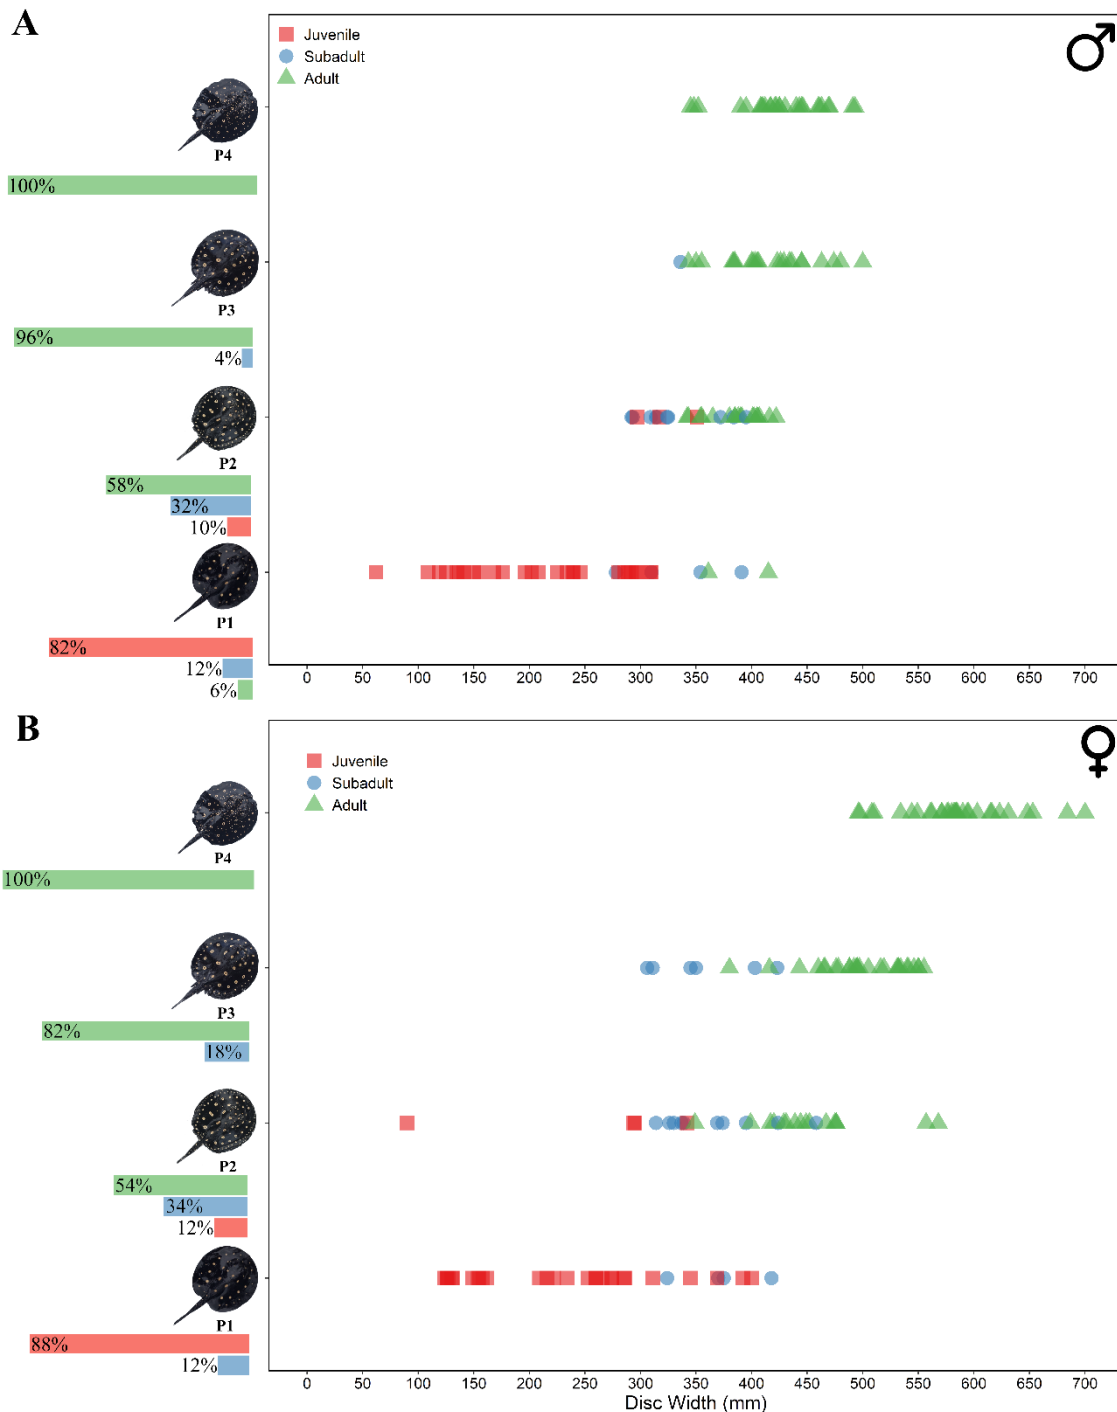 A
Juvenile
Subadult
Adult
P4
100%
P3
96%
4%
P2
58%
32%
10%
P1
82%
12%
6%
0 50 100 150 200 250 300 350 400 450 500 550 600 650 700
B
Juvenile
Subadult
Adult
P4
100%
P3
82%
18%
P2
54%
34%
12%
P1
88%
12%
0 50 100 150 200 250 300 350 400 450 500 550 600 650 700
Disc Width (mm)